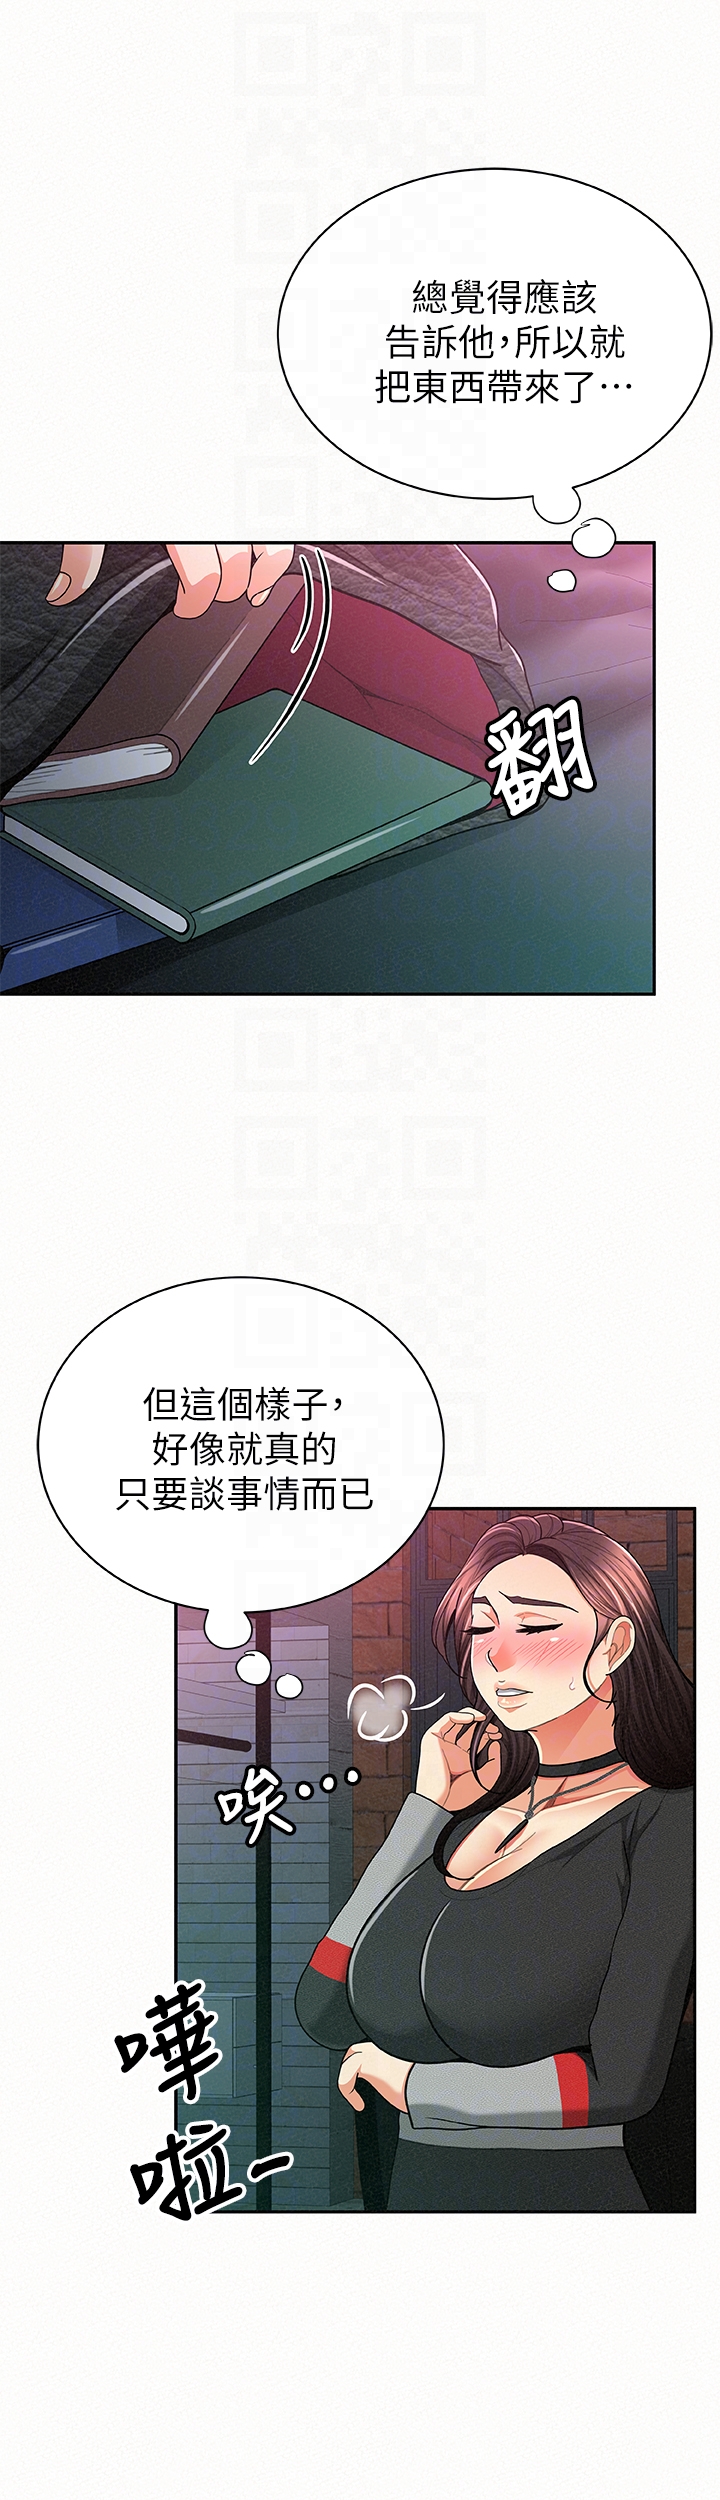 總覺得應該
告訴他，所以就
把東西帶來了…
翻
但這個樣子，
好像就真的
只要談事情而已
唉…
嘩
啦-